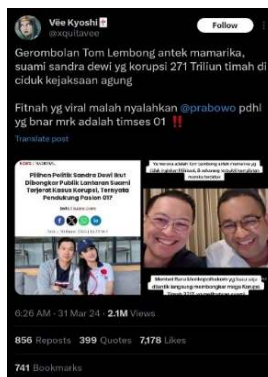 Vëe Kyoshi
@xquitavee
Follow
Gerombolan Tom Lembong antek mamarika,
suami sandra dewi yg korupsi 271 Triliun timah di
ciduk kejaksaan agung
Fitnah yg viral malah nyalahkan @prabowo pdhl
yg bnar mrk adalah timses 01 ‼️
Translate post
Pilihan Politik Sandra Dewi Ikut
Dibongkar Publik Lantaran Suami
Terjerat Kasus Korupsi, Ternyata
Pendukung Paslon 01?
6:26 AM · 31 Mar 24 · 2.1M Views
856 Reposts 399 Quotes 7,178 Likes
741 Bookmarks